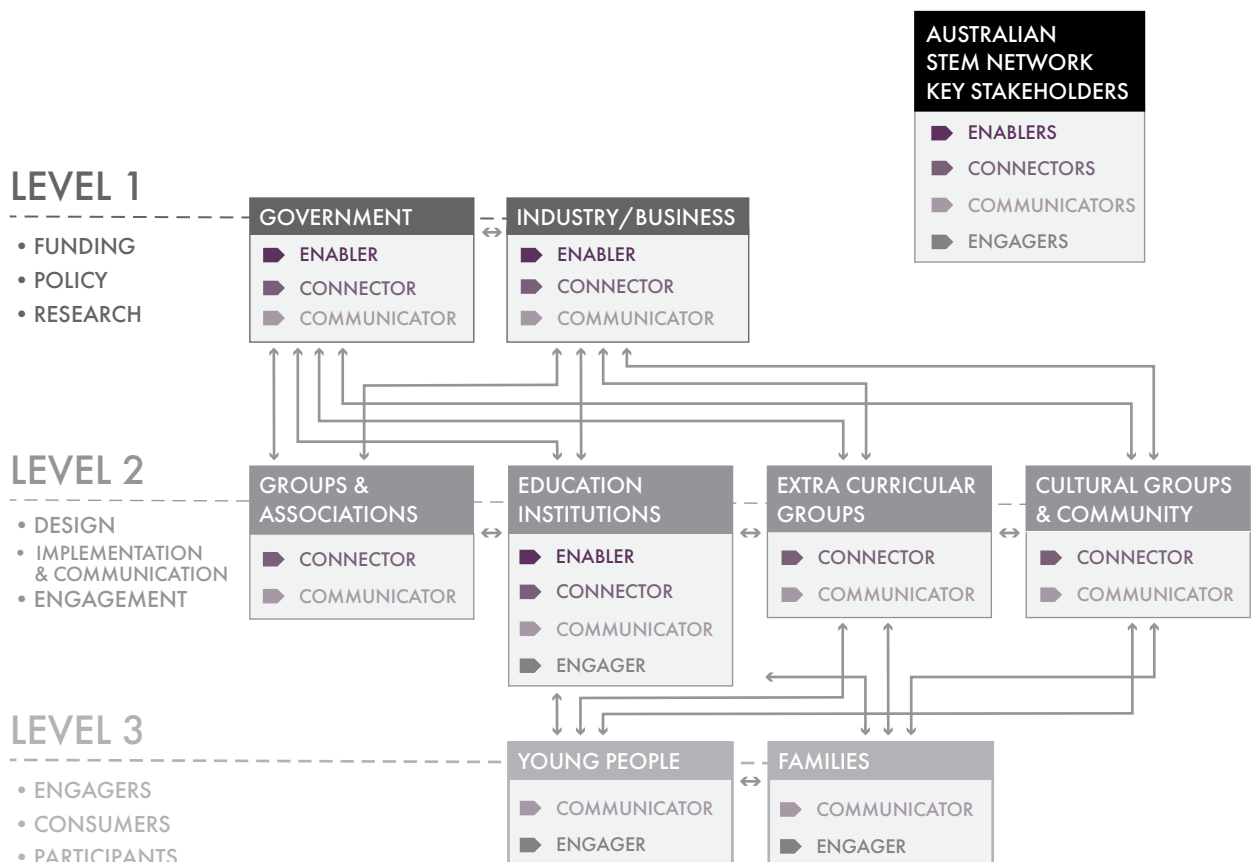 AUSTRALIAN
STEM NETWORK
KEY STAKEHOLDERS
ENABLERS
CONNECTORS
COMMUNICATORS
ENGAGERS
LEVEL 1
• FUNDING
• POLICY
• RESEARCH
GOVERNMENT
ENABLER
CONNECTOR
COMMUNICATOR
INDUSTRY/BUSINESS
ENABLER
CONNECTOR
COMMUNICATOR
LEVEL 2
• DESIGN
• IMPLEMENTATION
& COMMUNICATION
• ENGAGEMENT
GROUPS &
ASSOCIATIONS
CONNECTOR
COMMUNICATOR
EDUCATION
INSTITUTIONS
ENABLER
CONNECTOR
COMMUNICATOR
ENGAGER
EXTRA CURRICULAR
GROUPS
CONNECTOR
COMMUNICATOR
CULTURAL GROUPS
& COMMUNITY
CONNECTOR
COMMUNICATOR
LEVEL 3
• ENGAGERS
• CONSUMERS
• PARTICIPANTS
YOUNG PEOPLE
COMMUNICATOR
ENGAGER
FAMILIES
COMMUNICATOR
ENGAGER